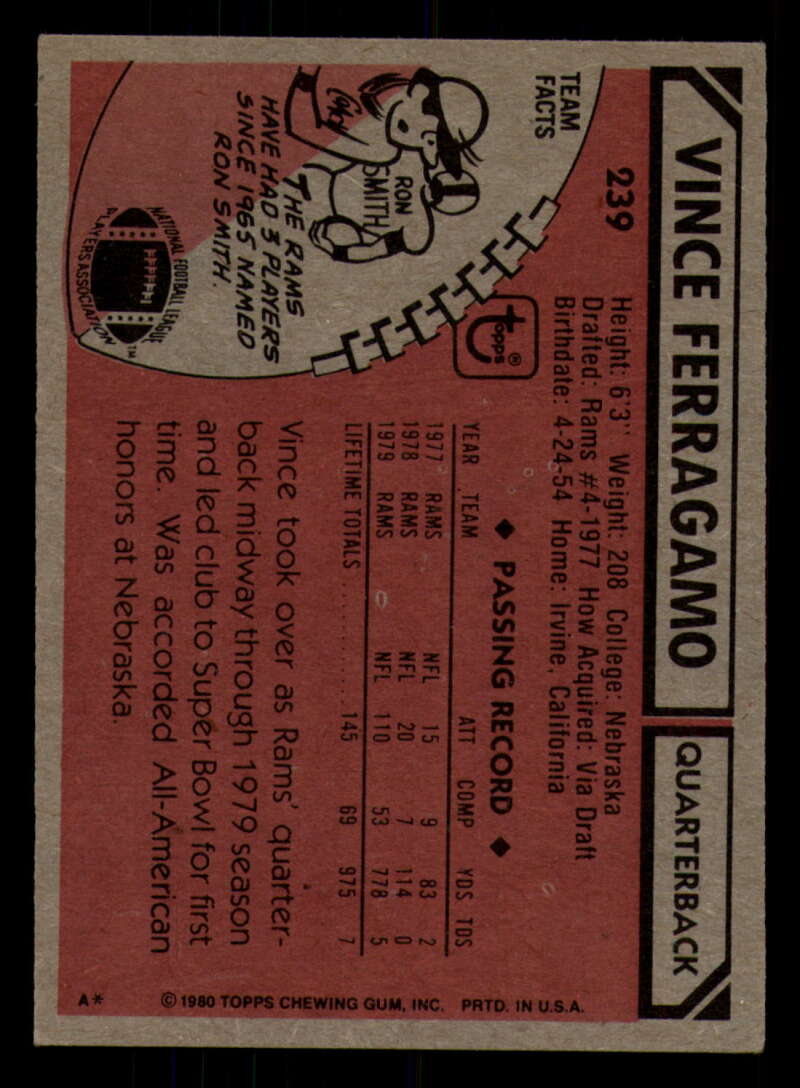 VINCE FERRAGAMO QUARTERBACK
239
Height: 6'3" Weight: 208 College: Nebraska
Drafted: Rams #4-1977 How Acquired: Via Draft
Birthdate: 4-24-54 Home: Irvine, California
TEAM
FACTS
RON
SMITH
THE RAMS
HAVE HAD 3 PLAYERS
SINCE 1965 NAMED
RON SMITH.
NATIONAL FOOTBALL LEAGUE
PLAYERS ASSOCIATION
TM
topps®
◆ PASSING RECORD ◆
YEAR TEAM ATT COMP YDS TDS
1977 RAMS NFL 15 9 83 2
1978 RAMS NFL 20 7 114 0
1979 RAMS NFL 110 53 778 5
LIFETIME TOTALS .......... 145 69 975 7
Vince took over as Rams' quarter-
back midway through 1979 season
and led club to Super Bowl for first
time. Was accorded All-American
honors at Nebraska.
A* © 1980 TOPPS CHEWING GUM, INC. PRTD. IN U.S.A.